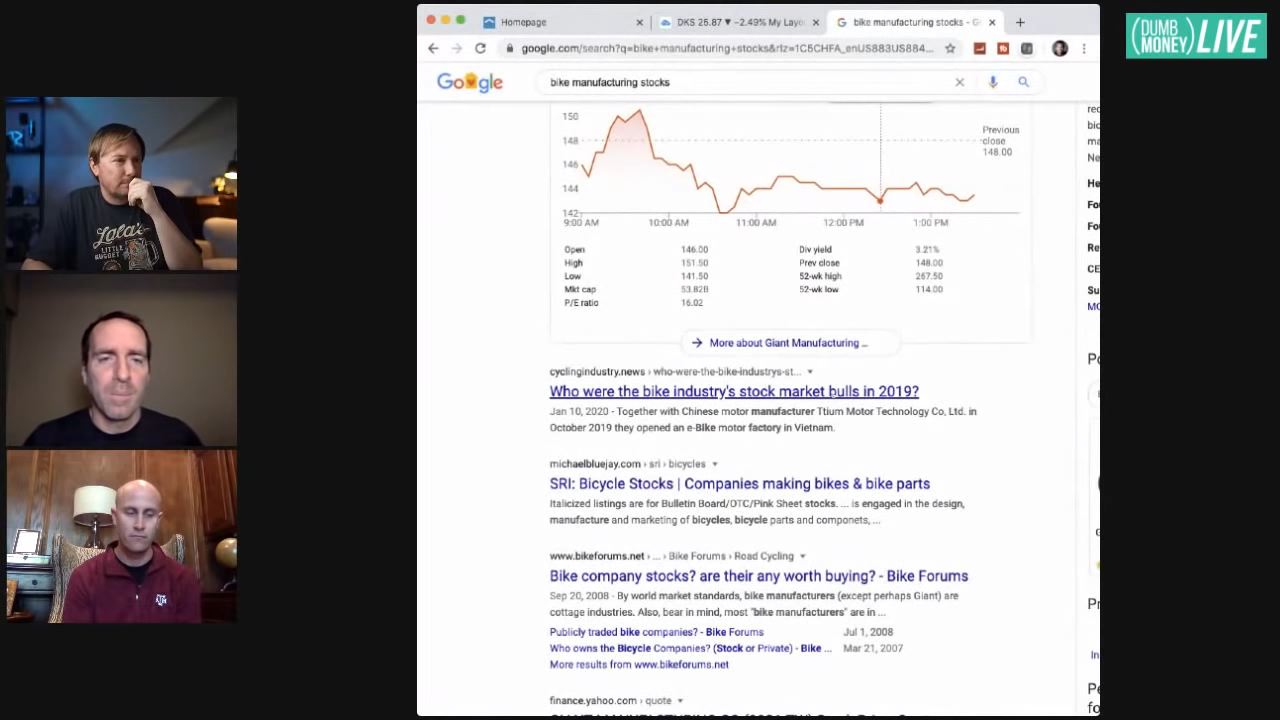 Homepage
DKS 25.87 ▼ −2.49% My Layo
bike manufacturing stocks - G
google.com/search?q=bike+manufacturing+stocks&rlz=1C5CHFA_enUS883US884...
(DUMB MONEY) LIVE
Google
bike manufacturing stocks
150
148
146
144
142
Previous close 148.00
9:00 AM 10:00 AM 11:00 AM 12:00 PM 1:00 PM
Open 146.00 Div yield 3.21%
High 151.50 Prev close 148.00
Low 141.50 52-wk high 267.50
Mkt cap 53.82B 52-wk low 114.00
P/E ratio 16.02
More about Giant Manufacturing ...
cyclingindustry.news › who-were-the-bike-industrys-st...
Who were the bike industry's stock market bulls in 2019?
Jan 10, 2020 - Together with Chinese motor manufacturer Ttium Motor Technology Co, Ltd. in
October 2019 they opened an e-Bike motor factory in Vietnam.
michaelbluejay.com › sri › bicycles
SRI: Bicycle Stocks | Companies making bikes & bike parts
Italicized listings are for Bulletin Board/OTC/Pink Sheet stocks. ... is engaged in the design,
manufacture and marketing of bicycles, bicycle parts and componets, ...
www.bikeforums.net › ... › Bike Forums › Road Cycling
Bike company stocks? are their any worth buying? - Bike Forums
Sep 20, 2008 - By world market standards, bike manufacturers (except perhaps Giant) are
cottage industries. Also, bear in mind, most "bike manufacturers" are in ...
Publicly traded bike companies? - Bike Forums Jul 1, 2008
Who owns the Bicycle Companies? (Stock or Private) - Bike ... Mar 21, 2007
More results from www.bikeforums.net
finance.yahoo.com › quote
Lola's
LITTLE